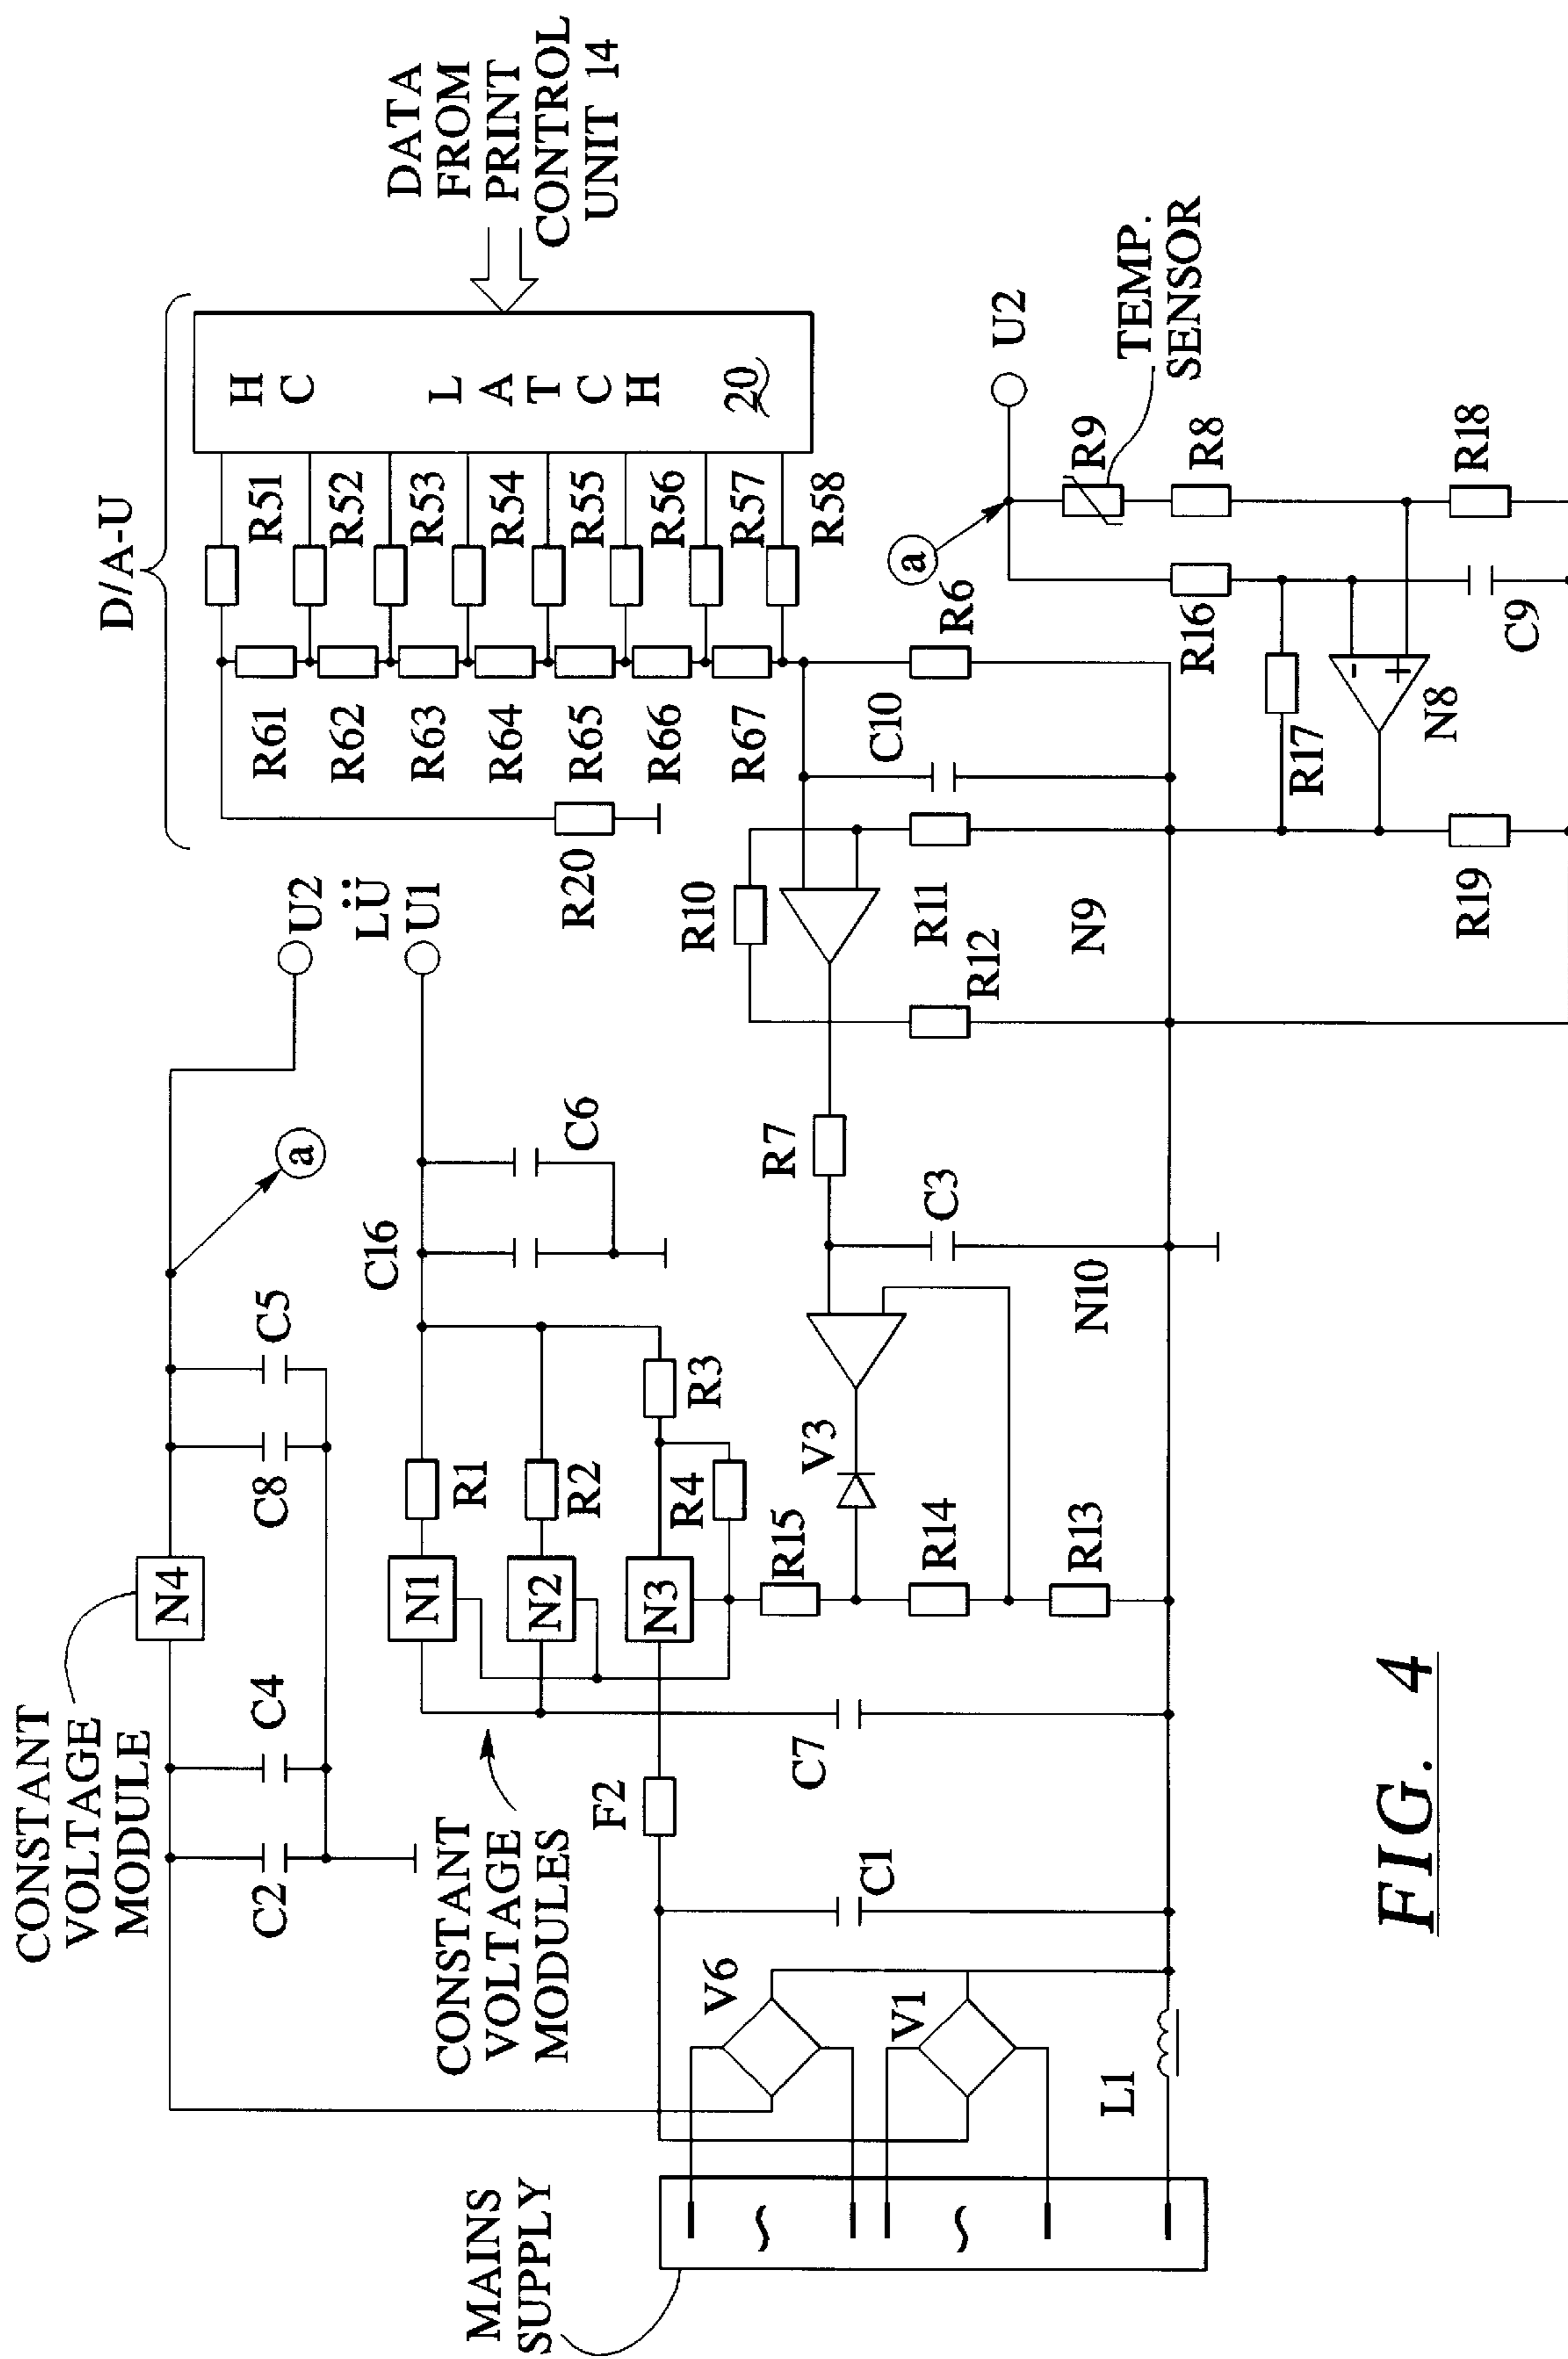 CONSTANT
VOLTAGE
MODULE
N4
C2
C4
C8
C5
a
U2
LÜ
U1
D/A-U
H C LATCH
20
DATA
FROM
PRINT
CONTROL
UNIT 14
R51
R52
R53
R54
R55
R56
R57
R58
R61
R62
R63
R64
R65
R66
R67
R20
CONSTANT
VOLTAGE
MODULES
N1
N2
N3
R1
R2
R3
R4
C16
C6
F2
C7
C1
R15
R14
R13
V3
N10
R7
C3
R10
R11
R12
N9
C10
R6
a
U2
R9
TEMP.
SENSOR
R8
R18
R16
R17
-
+
N8
C9
R19
MAINS
SUPPLY
~
~
V6
V1
L1
FIG. 4